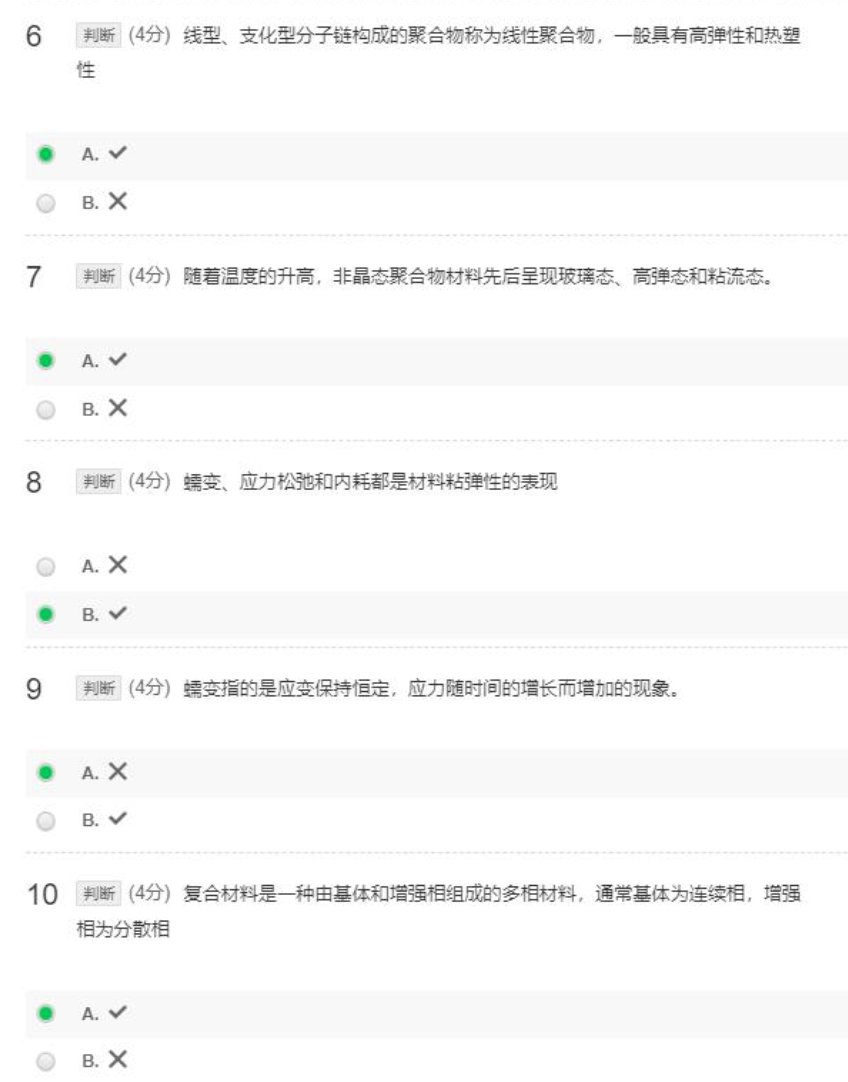 6 判断 (4分) 线型、支化型分子链构成的聚合物称为线性聚合物，一般具有高弹性和热塑
性
A. ✓
B. ✕
7 判断 (4分) 随着温度的升高，非晶态聚合物材料先后呈现玻璃态、高弹态和粘流态。
A. ✓
B. ✕
8 判断 (4分) 蠕变、应力松弛和内耗都是材料粘弹性的表现
A. ✕
B. ✓
9 判断 (4分) 蠕变指的是应变保持恒定，应力随时间的增长而增加的现象。
A. ✕
B. ✓
10 判断 (4分) 复合材料是一种由基体和增强相组成的多相材料，通常基体为连续相，增强
相为分散相
A. ✓
B. ✕